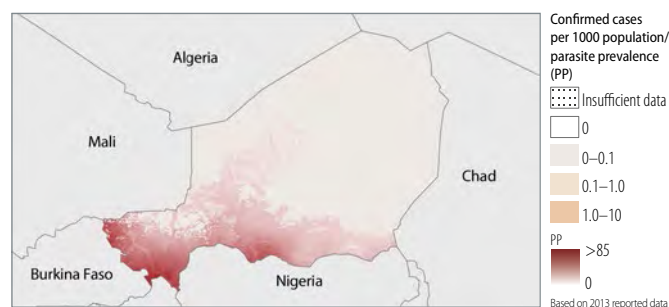 Algeria
Mali
Chad
Burkina Faso
Nigeria
Confirmed cases
per 1000 population/
parasite prevalence
(PP)
Insufficient data
0
0–0.1
0.1–1.0
1.0–10
PP
>85
0
Based on 2013 reported data